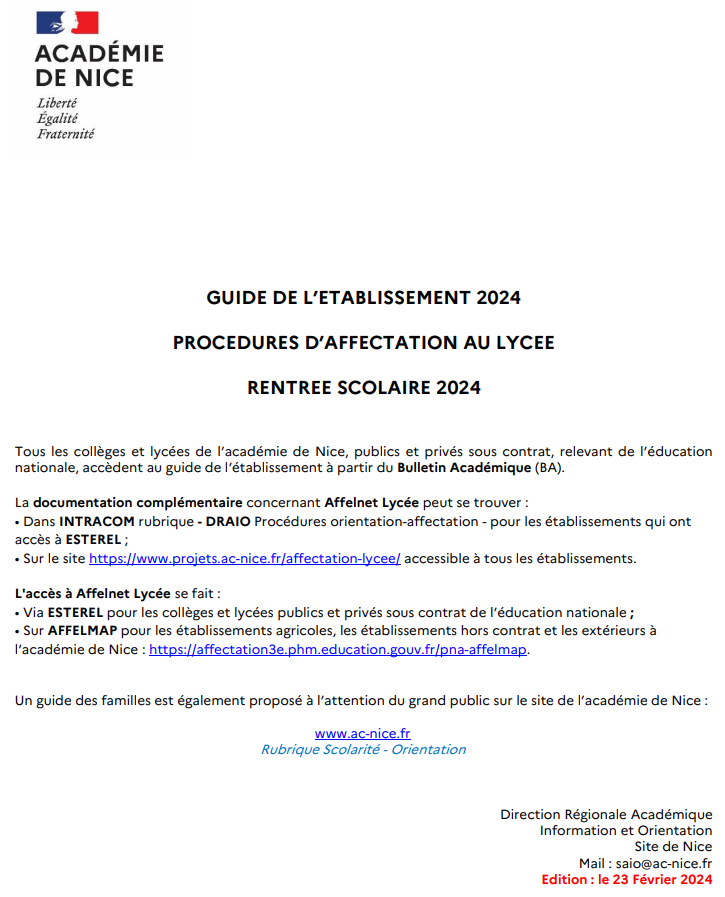 ACADÉMIE
DE NICE
Liberté
Égalité
Fraternité
GUIDE DE L’ETABLISSEMENT 2024
PROCEDURES D’AFFECTATION AU LYCEE
RENTREE SCOLAIRE 2024
Tous les collèges et lycées de l’académie de Nice, publics et privés sous contrat, relevant de l’éducation
nationale, accèdent au guide de l’établissement à partir du Bulletin Académique (BA).
La documentation complémentaire concernant Affelnet Lycée peut se trouver :
• Dans INTRACOM rubrique - DRAIO Procédures orientation-affectation - pour les établissements qui ont
accès à ESTEREL ;
• Sur le site https://www.projets.ac-nice.fr/affectation-lycee/ accessible à tous les établissements.
L'accès à Affelnet Lycée se fait :
• Via ESTEREL pour les collèges et lycées publics et privés sous contrat de l’éducation nationale ;
• Sur AFFELMAP pour les établissements agricoles, les établissements hors contrat et les extérieurs à
l’académie de Nice : https://affectation3e.phm.education.gouv.fr/pna-affelmap.
Un guide des familles est également proposé à l’attention du grand public sur le site de l’académie de Nice :
www.ac-nice.fr
Rubrique Scolarité - Orientation
Direction Régionale Académique
Information et Orientation
Site de Nice
Mail : saio@ac-nice.fr
Edition : le 23 Février 2024